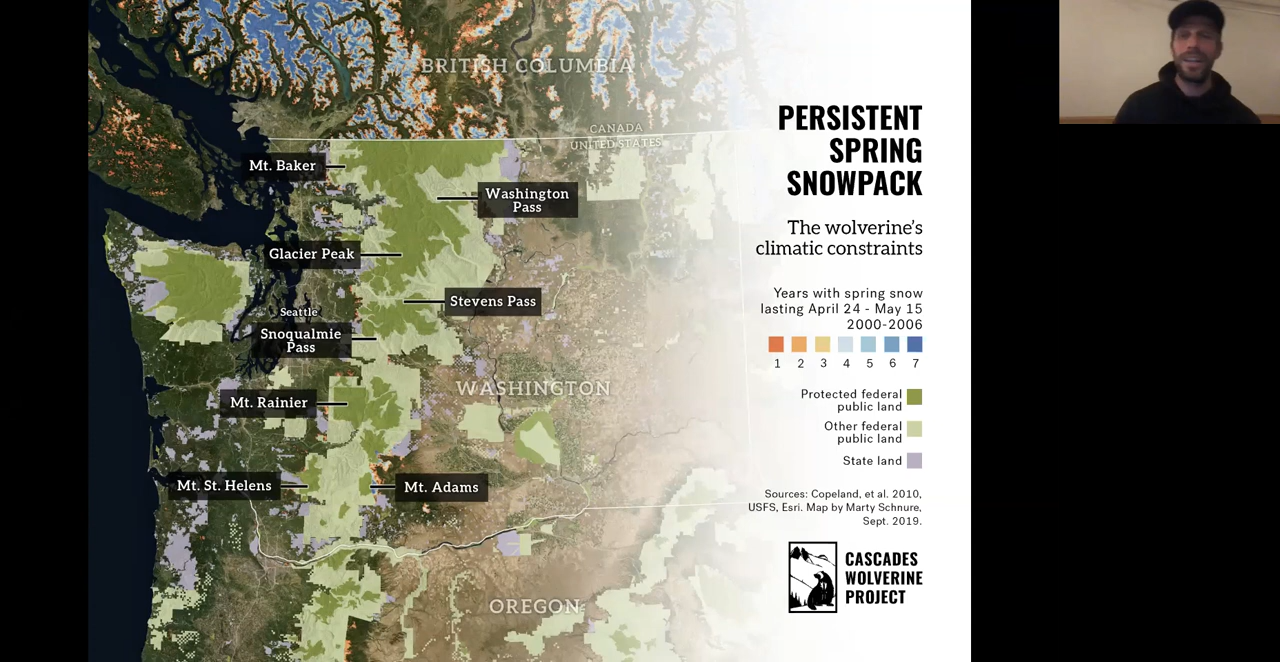 BRITISH COLUMBIA
CANADA
UNITED STATES
Mt. Baker
Washington
Pass
Glacier Peak
Stevens Pass
Seattle
Snoqualmie
Pass
WASHINGTON
Mt. Rainier
Mt. St. Helens
Mt. Adams
OREGON
PERSISTENT
SPRING
SNOWPACK
The wolverine’s
climatic constraints
Years with spring snow
lasting April 24 - May 15
2000-2006
1 2 3 4 5 6 7
Protected federal
public land
Other federal
public land
State land
Sources: Copeland, et al. 2010,
USFS, Esri. Map by Marty Schnure,
Sept. 2019.
CASCADES
WOLVERINE
PROJECT